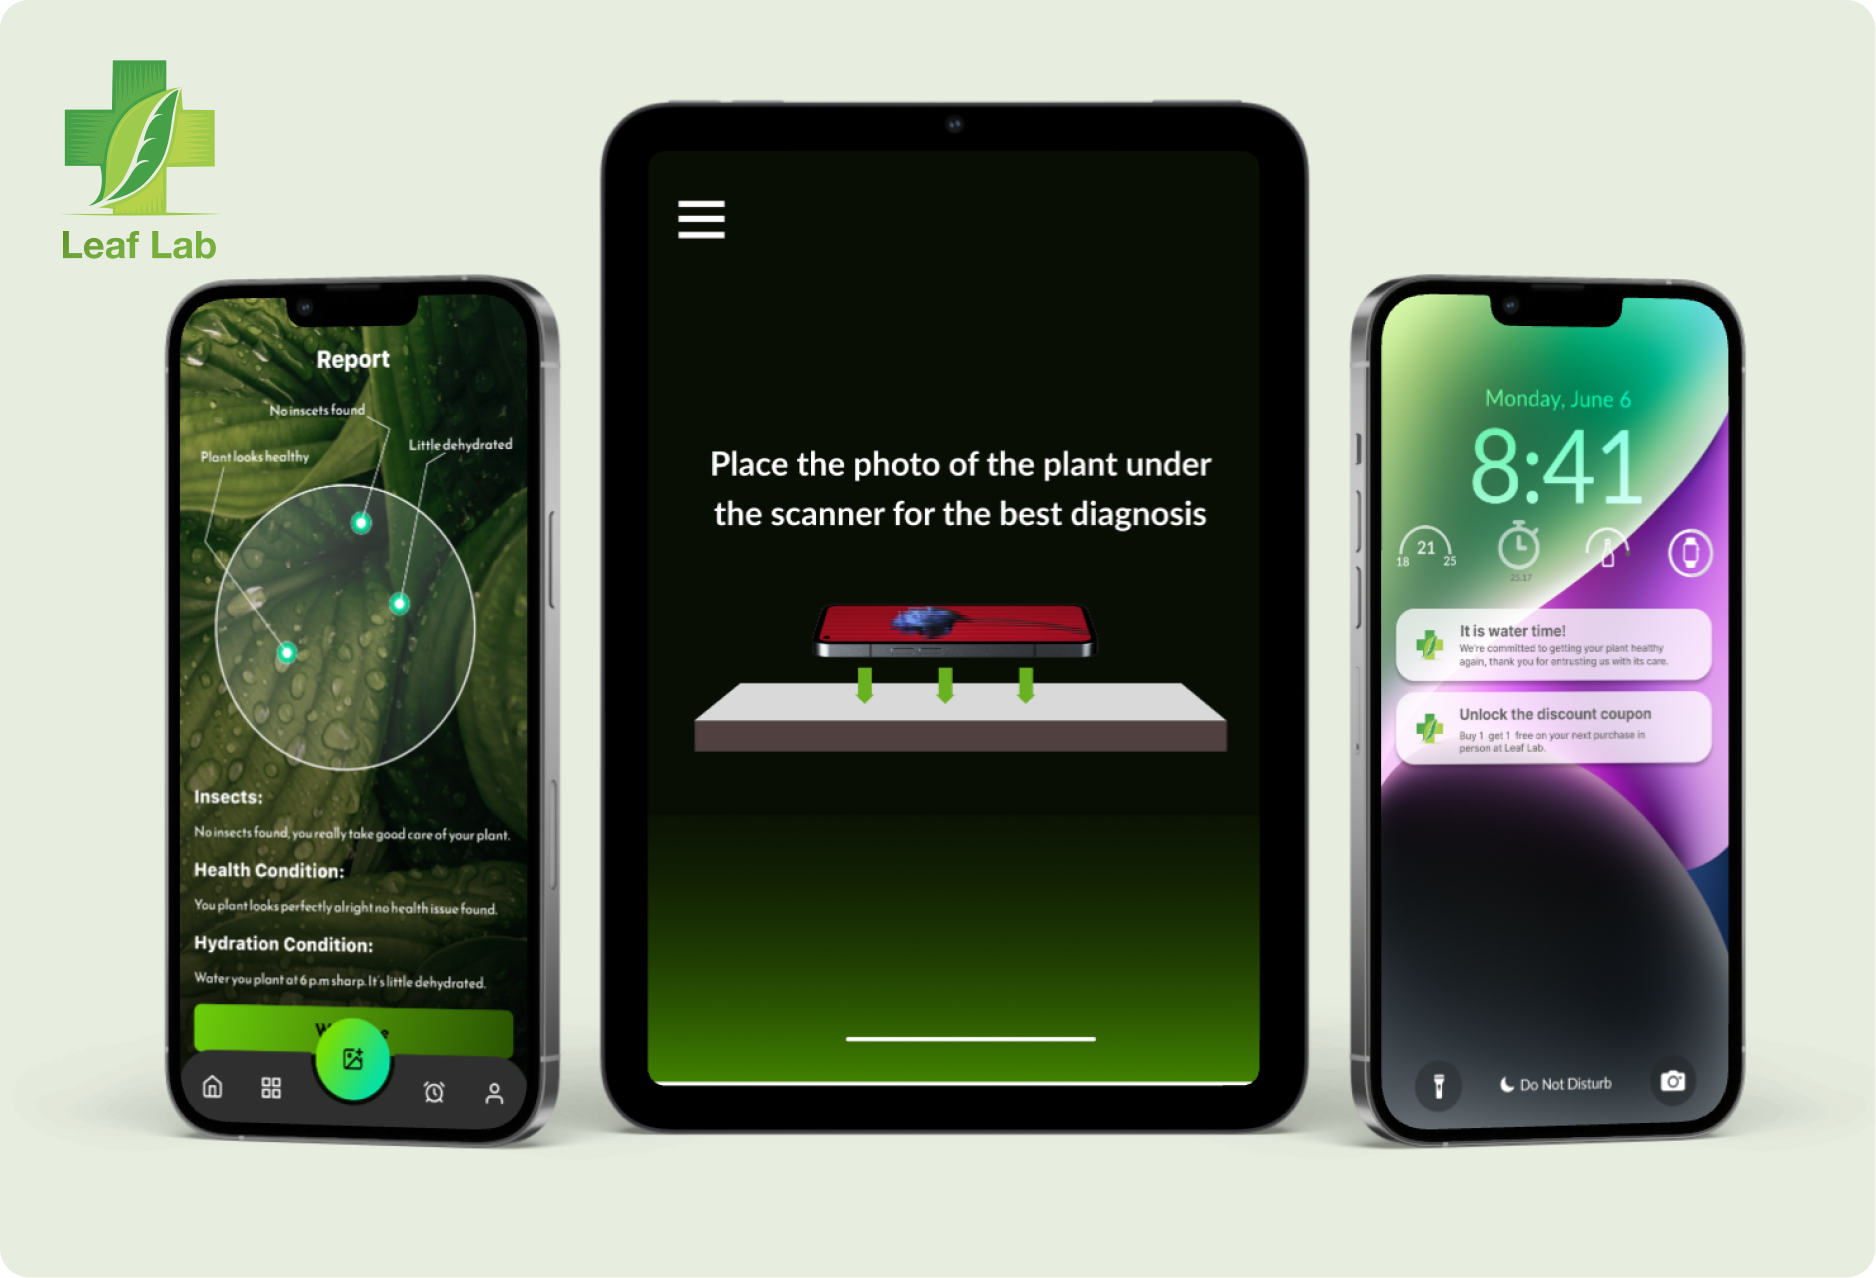 Leaf Lab
Report
No inscets found
Little dehydrated
Plant looks healthy
Insects:
No insects found, you really take good care of your plant.
Health Condition:
You plant looks perfectly alright no health issue found.
Hydration Condition:
Water you plant at 6 p.m sharp. It's little dehydrated.
Place the photo of the plant under
the scanner for the best diagnosis
Monday, June 6
8:41
21
18 25
25.17
It is water time!
We're committed to getting your plant healthy
again, thank you for entrusting us with its care.
Unlock the discount coupon
Buy 1 get 1 free on your next purchase in
person at Leaf Lab.
Do Not Disturb